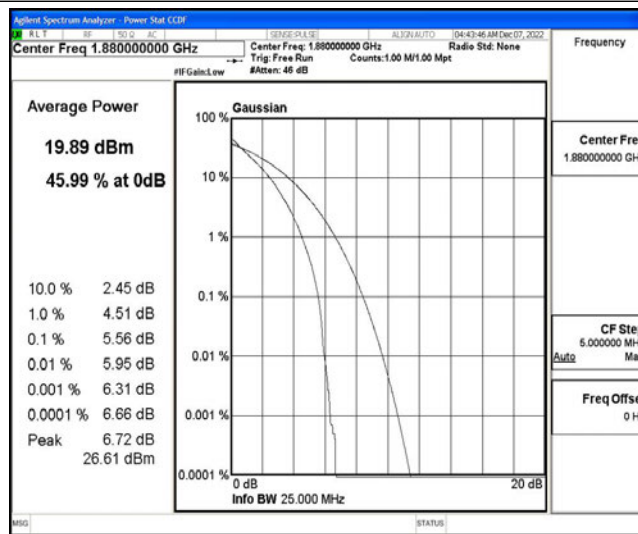 Agilent Spectrum Analyzer - Power Stat CCDF
RLT RF 50 Ω AC SENSE:PULSE ALIGN AUTO 04:43:46 AM Dec 07, 2022
Center Freq 1.880000000 GHz
Center Freq: 1.880000000 GHz Radio Std: None
Trig: Free Run Counts:1.00 M/1.00 Mpt
#IFGain:Low #Atten: 46 dB
Frequency
Average Power
19.89 dBm
45.99 % at 0dB
10.0 % 2.45 dB
1.0 % 4.51 dB
0.1 % 5.56 dB
0.01 % 5.95 dB
0.001 % 6.31 dB
0.0001 % 6.66 dB
Peak 6.72 dB
26.61 dBm
Gaussian
100 %
10 %
1 %
0.1 %
0.01 %
0.001 %
0.0001 %
0 dB 20 dB
Info BW 25.000 MHz
Center Fre
1.880000000 GH
CF Ste
5.000000 MH
Auto Ma
Freq Offse
0 H
MSG STATUS